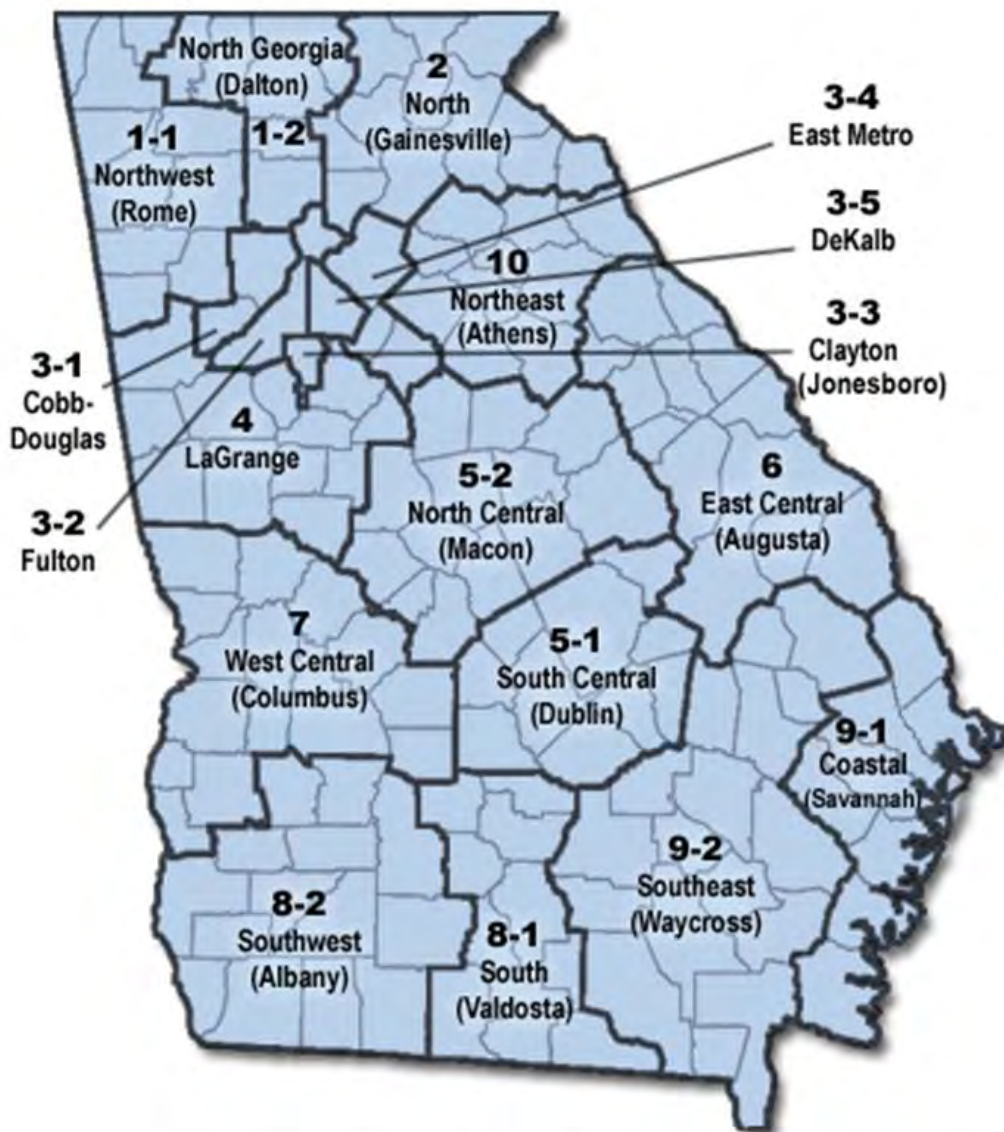 North Georgia
(Dalton)
1-2
2
North
(Gainesville)
1-1
Northwest
(Rome)
3-4
East Metro
3-5
DeKalb
10
Northeast
(Athens)
3-3
Clayton
(Jonesboro)
3-1
Cobb-
Douglas
4
LaGrange
3-2
Fulton
5-2
North Central
(Macon)
6
East Central
(Augusta)
7
West Central
(Columbus)
5-1
South Central
(Dublin)
9-1
Coastal
(Savannah)
9-2
Southeast
(Waycross)
8-2
Southwest
(Albany)
8-1
South
(Valdosta)